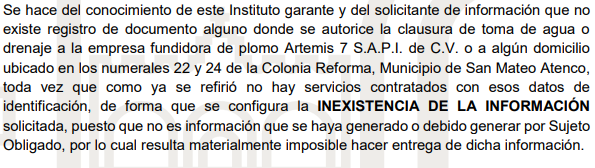 Se hace del conocimiento de este Instituto garante y del solicitante de información que no
existe registro de documento alguno donde se autorice la clausura de toma de agua o
drenaje a la empresa fundidora de plomo Artemis 7 S.A.P.I. de C.V. o a algún domicilio
ubicado en los numerales 22 y 24 de la Colonia Reforma, Municipio de San Mateo Atenco,
toda vez que como ya se refirió no hay servicios contratados con esos datos de
identificación, de forma que se configura la INEXISTENCIA DE LA INFORMACIÓN
solicitada, puesto que no es información que se haya generado o debido generar por Sujeto
Obligado, por lo cual resulta materialmente imposible hacer entrega de dicha información.